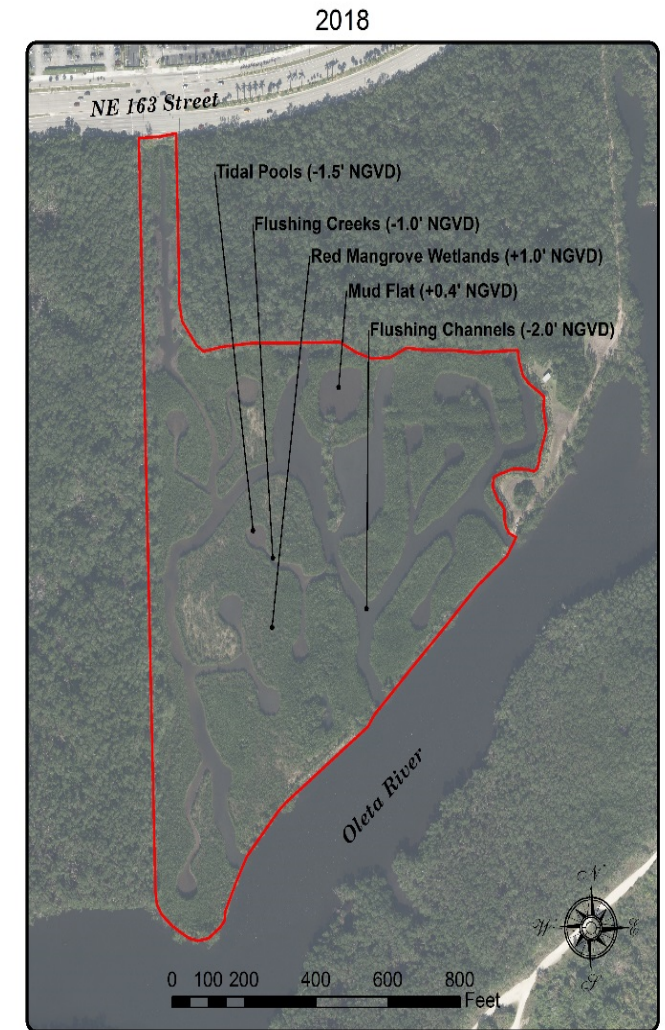 2018
NE 163 Street
Tidal Pools (-1.5' NGVD)
Flushing Creeks (-1.0' NGVD)
Red Mangrove Wetlands (+1.0' NGVD)
Mud Flat (+0.4' NGVD)
Flushing Channels (-2.0' NGVD)
Oleta River
N
W E
S
0 100 200 400 600 800
Feet